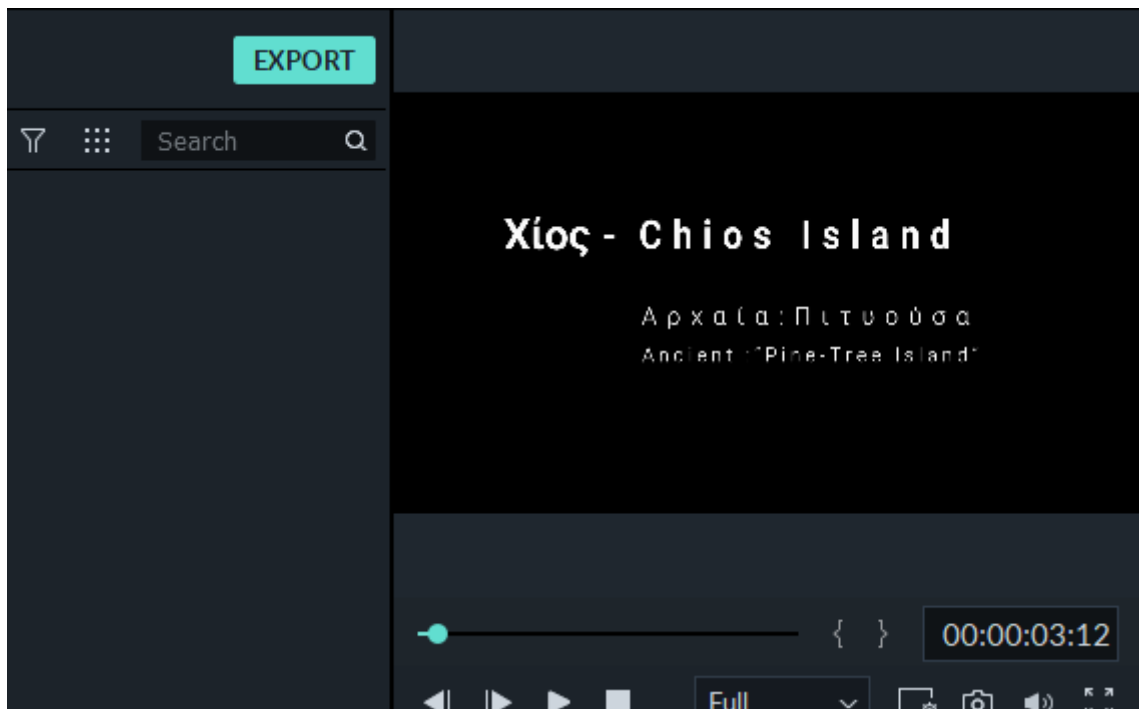 EXPORT
Search
Χίος - Chios Island
Αρχαία:Πιτυούσα
Ancient :"Pine-Tree Island"
{ } 00:00:03:12
Full